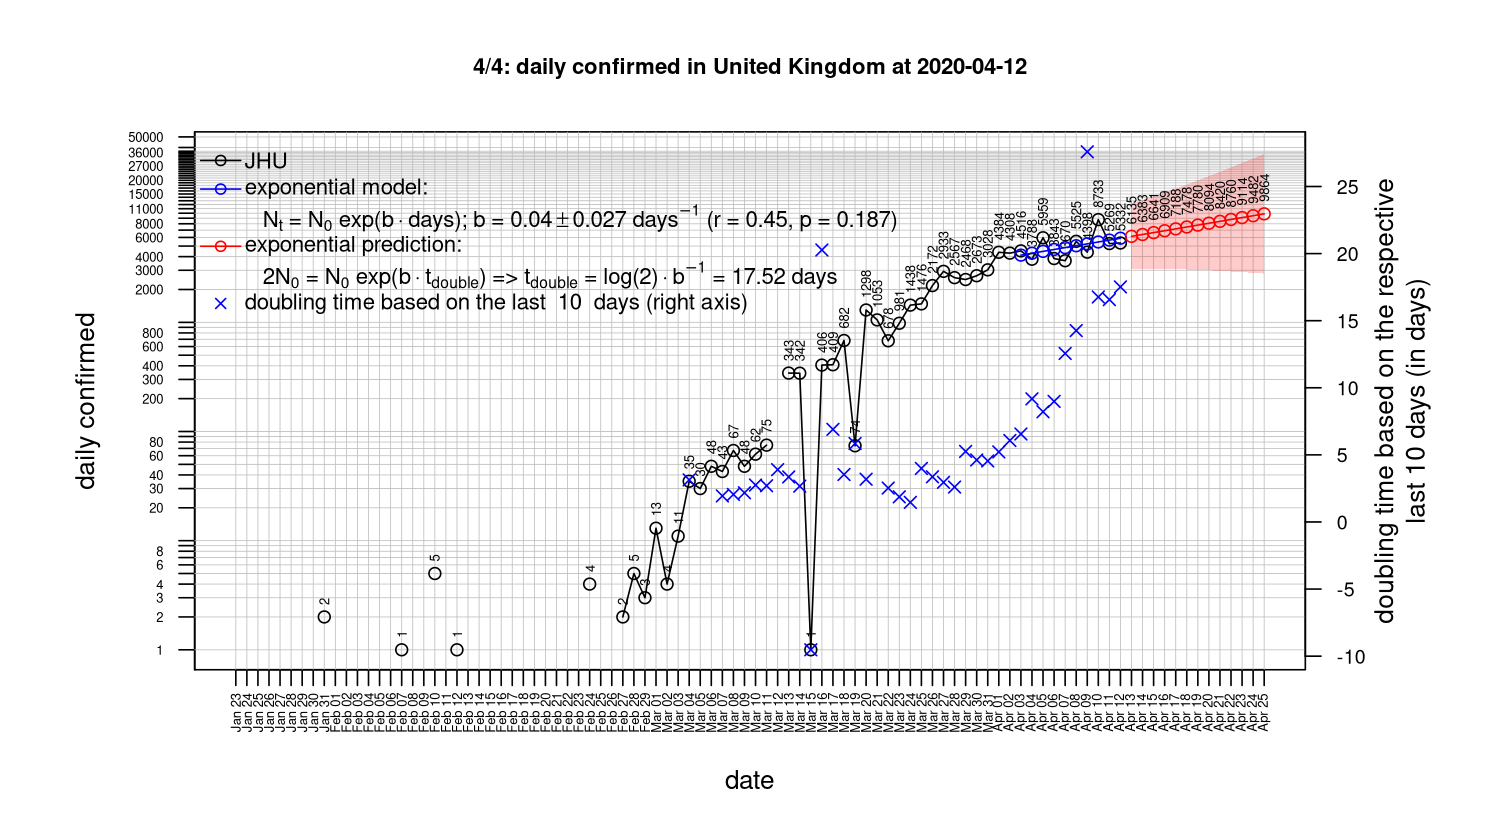 4/4: daily confirmed in United Kingdom at 2020-04-12
JHU
exponential model:
Nt = N0 exp(b · days); b = 0.04 ± 0.027 days−1 (r = 0.45, p = 0.187)
exponential prediction:
2N0 = N0 exp(b · tdouble) => tdouble = log(2) · b−1 = 17.52 days
doubling time based on the last 10 days (right axis)
daily confirmed
50000
36000
27000
20000
15000
11000
8000
6000
4000
3000
2000
800
600
400
300
200
80
60
40
30
20
8
6
4
3
2
1
2
1
5
1
4
2
5
3
13
4
11
35
30
48
43
67
48
62
75
343
342
1
406
409
682
74
1298
1053
678
981
1438
1476
2172
2933
2567
2468
2673
3028
4384
4308
4516
3788
5959
3843
3670
5525
4398
8733
5269
5332
6135
6383
6641
6909
7188
7478
7780
8094
8420
8760
9114
9482
9864
25
20
15
10
5
0
-5
-10
doubling time based on the respective
last 10 days (in days)
Jan 23
Jan 24
Jan 25
Jan 26
Jan 27
Jan 28
Jan 29
Jan 30
Jan 31
Feb 01
Feb 02
Feb 03
Feb 04
Feb 05
Feb 06
Feb 07
Feb 08
Feb 09
Feb 10
Feb 11
Feb 12
Feb 13
Feb 14
Feb 15
Feb 16
Feb 17
Feb 18
Feb 19
Feb 20
Feb 21
Feb 22
Feb 23
Feb 24
Feb 25
Feb 26
Feb 27
Feb 28
Feb 29
Mar 01
Mar 02
Mar 03
Mar 04
Mar 05
Mar 06
Mar 07
Mar 08
Mar 09
Mar 10
Mar 11
Mar 12
Mar 13
Mar 14
Mar 15
Mar 16
Mar 17
Mar 18
Mar 19
Mar 20
Mar 21
Mar 22
Mar 23
Mar 24
Mar 25
Mar 26
Mar 27
Mar 28
Mar 29
Mar 30
Mar 31
Apr 01
Apr 02
Apr 03
Apr 04
Apr 05
Apr 06
Apr 07
Apr 08
Apr 09
Apr 10
Apr 11
Apr 12
Apr 13
Apr 14
Apr 15
Apr 16
Apr 17
Apr 18
Apr 19
Apr 20
Apr 21
Apr 22
Apr 23
Apr 24
Apr 25
date